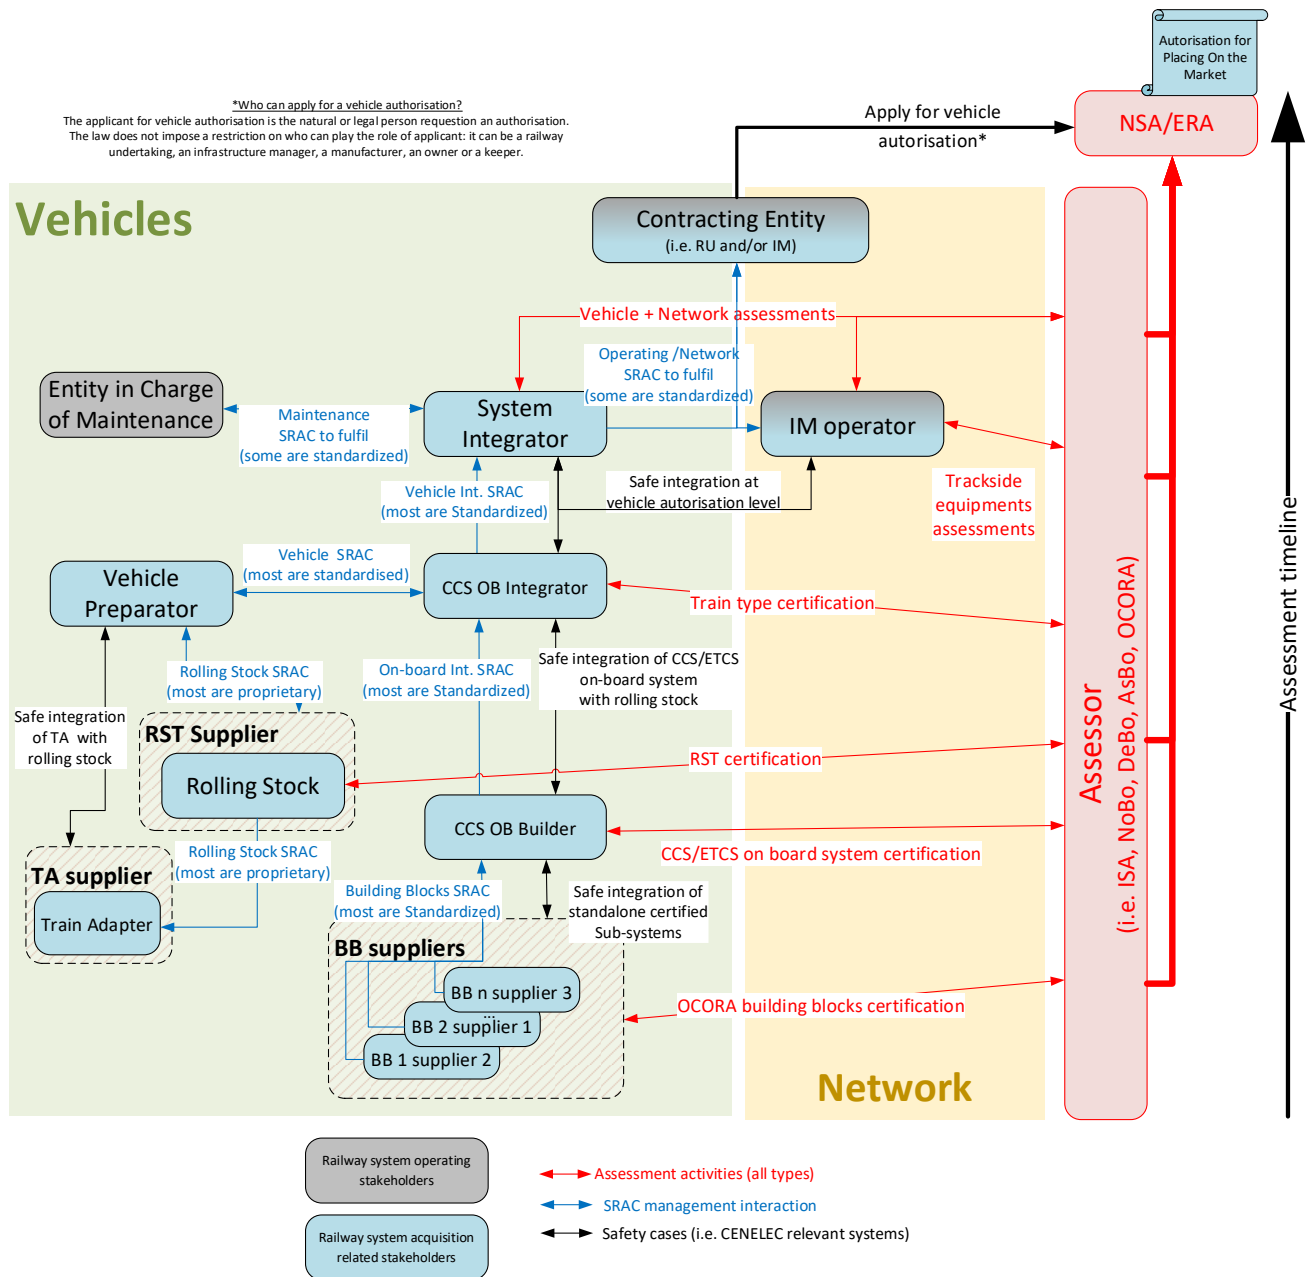 Autorisation for
Placing On the
Market
*Who can apply for a vehicle authorisation?
The applicant for vehicle authorisation is the natural or legal person requestion an authorisation.
The law does not impose a restriction on who can play the role of applicant: it can be a railway
undertaking, an infrastructure manager, a manufacturer, an owner or a keeper.
Apply for vehicle
autorisation*
NSA/ERA
Vehicles
Contracting Entity
(i.e. RU and/or IM)
Vehicle + Network assessments
Operating /Network
SRAC to fulfil
(some are standardized)
Entity in Charge
of Maintenance
Maintenance
SRAC to fulfil
(some are standardized)
System
Integrator
IM operator
Vehicle Int. SRAC
(most are Standardized)
Safe integration at
vehicle autorisation level
Trackside
equipments
assessments
Vehicle SRAC
(most are standardised)
Vehicle
Preparator
CCS OB Integrator
Train type certification
Rolling Stock SRAC
(most are proprietary)
On-board Int. SRAC
(most are Standardized)
Safe integration of CCS/ETCS
on-board system
with rolling stock
Safe integration
of TA with
rolling stock
RST Supplier
Rolling Stock
RST certification
CCS OB Builder
CCS/ETCS on board system certification
Rolling Stock SRAC
(most are proprietary)
TA supplier
Train Adapter
Building Blocks SRAC
(most are Standardized)
Safe integration of
standalone certified
Sub-systems
BB suppliers
BB n supplier 3
...
BB 2 supplier 1
BB 1 supplier 2
OCORA building blocks certification
Network
Assessor
(i.e. ISA, NoBo, DeBo, AsBo, OCORA)
Assessment timeline
Railway system operating
stakeholders
Railway system acquisition
related stakeholders
Assessment activities (all types)
SRAC management interaction
Safety cases (i.e. CENELEC relevant systems)